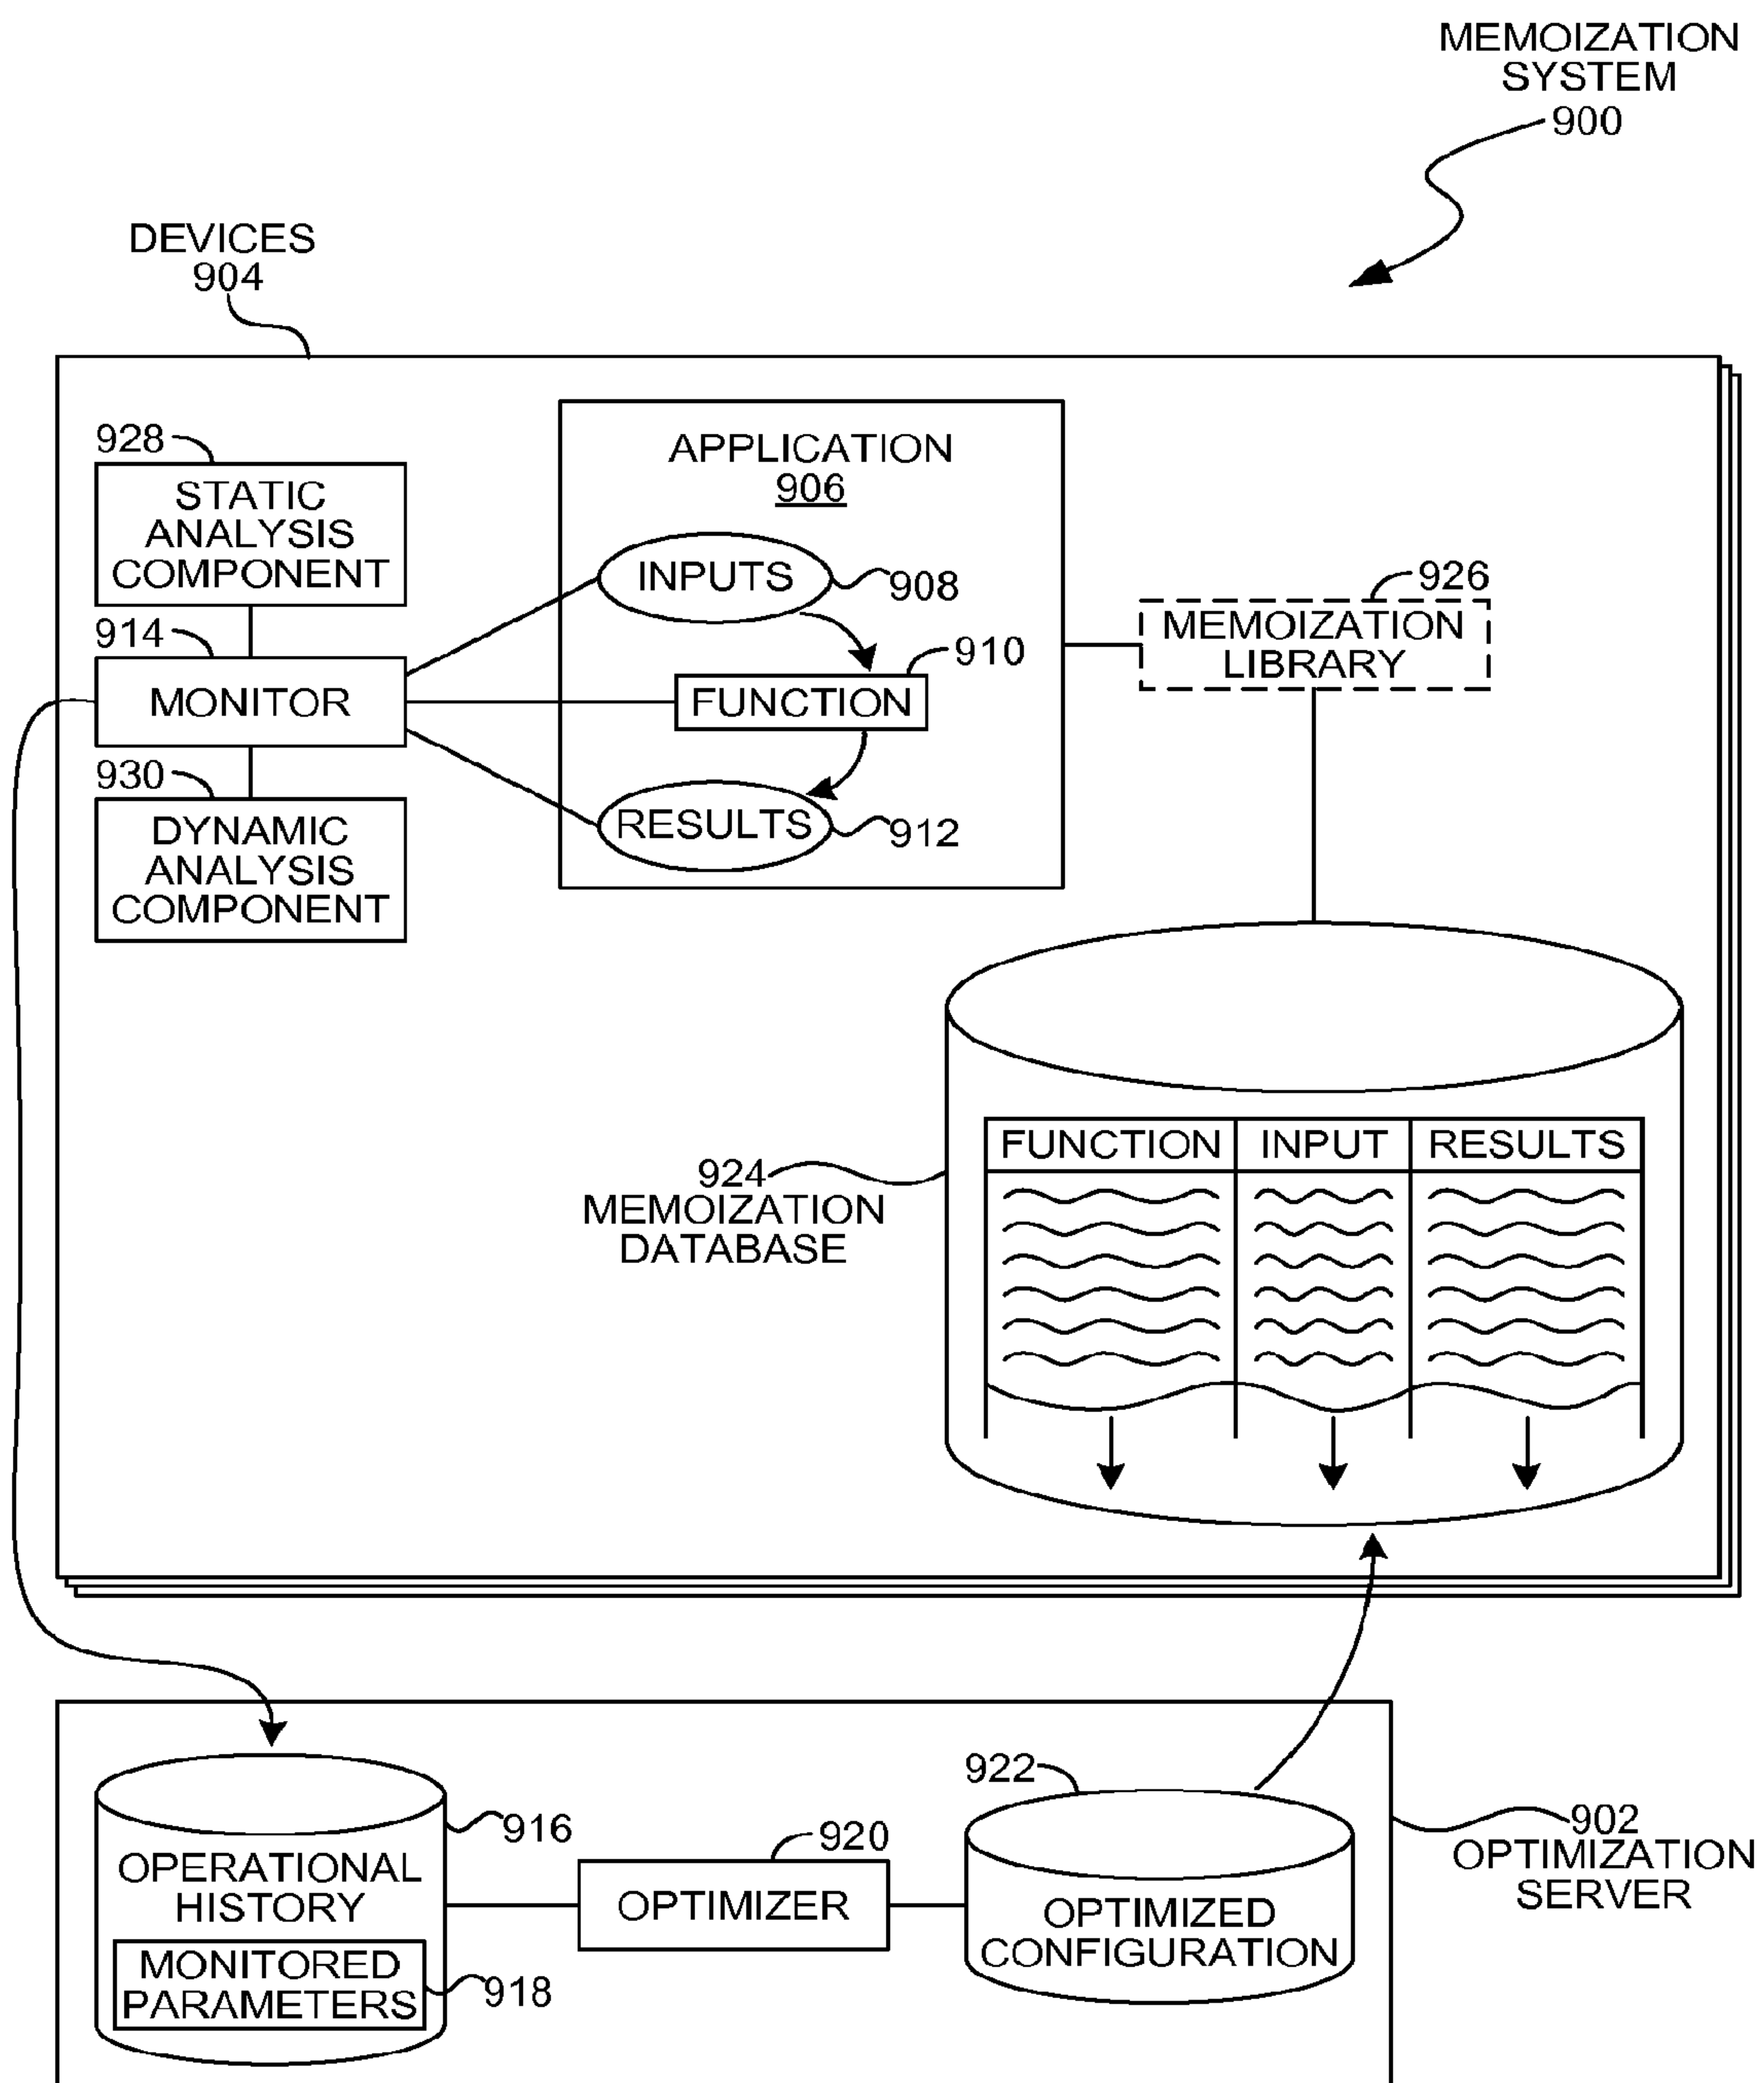 MEMOIZATION
SYSTEM
900
DEVICES
904
928
STATIC
ANALYSIS
COMPONENT
914
MONITOR
930
DYNAMIC
ANALYSIS
COMPONENT
APPLICATION
906
INPUTS
908
910
FUNCTION
RESULTS
912
926
MEMOIZATION
LIBRARY
924
MEMOIZATION
DATABASE
FUNCTION INPUT RESULTS
916
OPERATIONAL
HISTORY
MONITORED
PARAMETERS
918
920
OPTIMIZER
922
OPTIMIZED
CONFIGURATION
902
OPTIMIZATION
SERVER